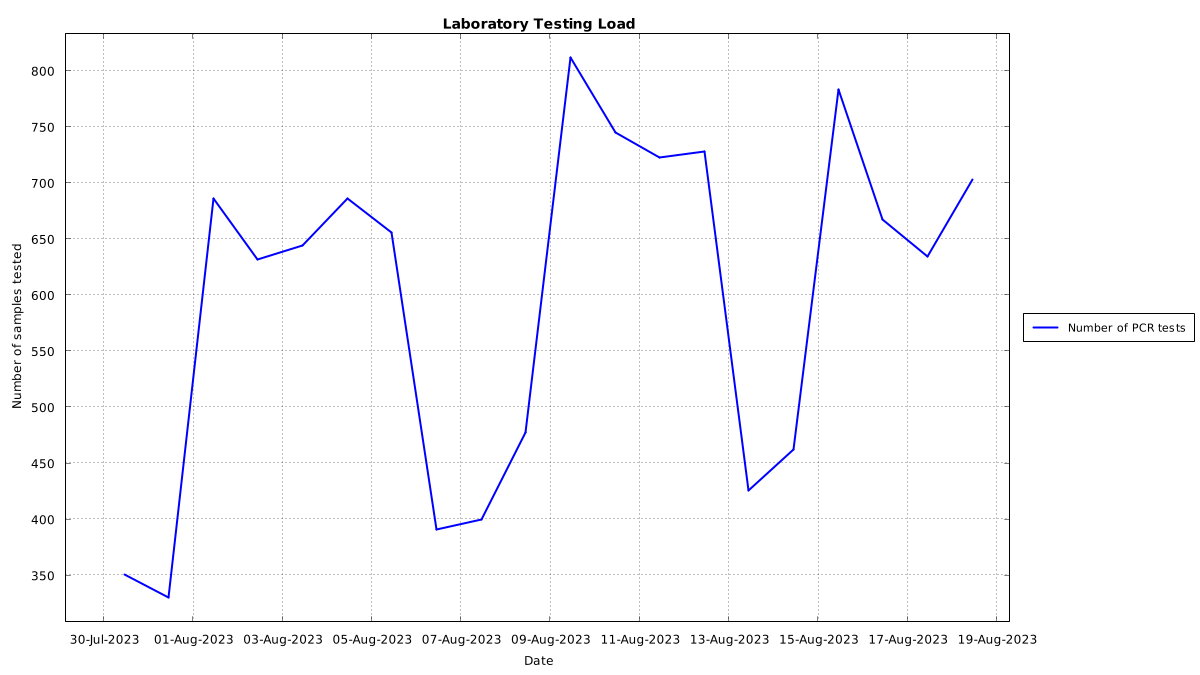 Laboratory Testing Load
800
750
700
650
600
550
500
450
400
350
Number of samples tested
30-Jul-2023 01-Aug-2023 03-Aug-2023 05-Aug-2023 07-Aug-2023 09-Aug-2023 11-Aug-2023 13-Aug-2023 15-Aug-2023 17-Aug-2023 19-Aug-2023
Date
Number of PCR tests